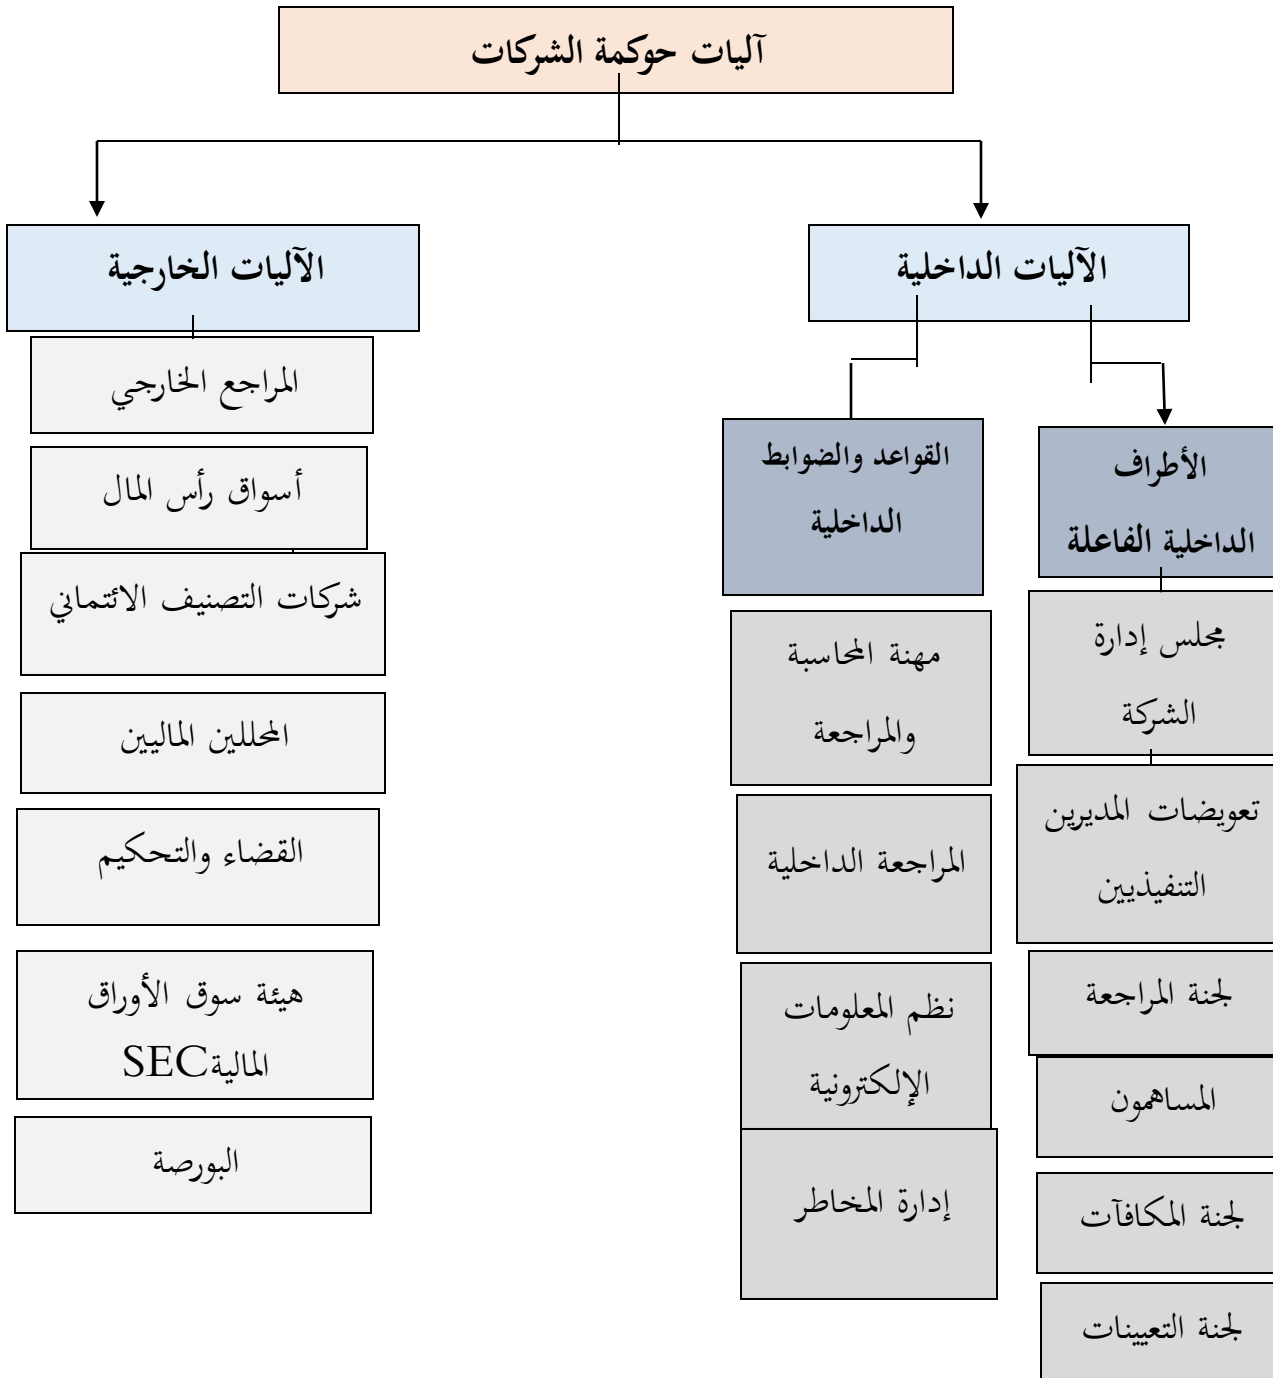 آليات حوكمة الشركات
الآليات الداخلية
الآليات الخارجية
الأطراف
الداخلية الفاعلة
مجلس إدارة
الشركة
تعويضات المديرين
التنفيذيين
لجنة المراجعة
المساهمون
لجنة المكافآت
لجنة التعيينات
القواعد والضوابط
الداخلية
مهنة المحاسبة
والمراجعة
المراجعة الداخلية
نظم المعلومات
الإلكترونية
إدارة المخاطر
المراجع الخارجي
أسواق رأس المال
شركات التصنيف الائتماني
المحللين الماليين
القضاء والتحكيم
هيئة سوق الأوراق
الماليةSEC
البورصة